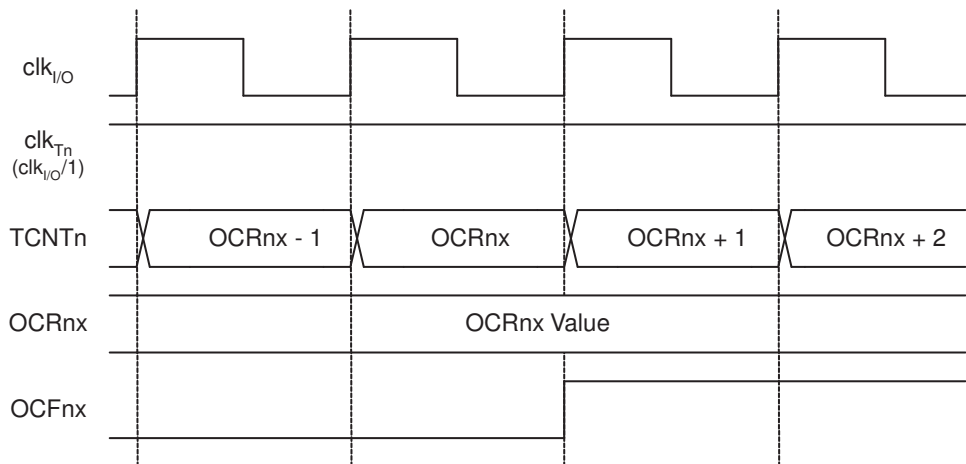 clkI/O
clkTn
(clkI/O/1)
TCNTn
OCRnx - 1
OCRnx
OCRnx + 1
OCRnx + 2
OCRnx
OCRnx Value
OCFnx